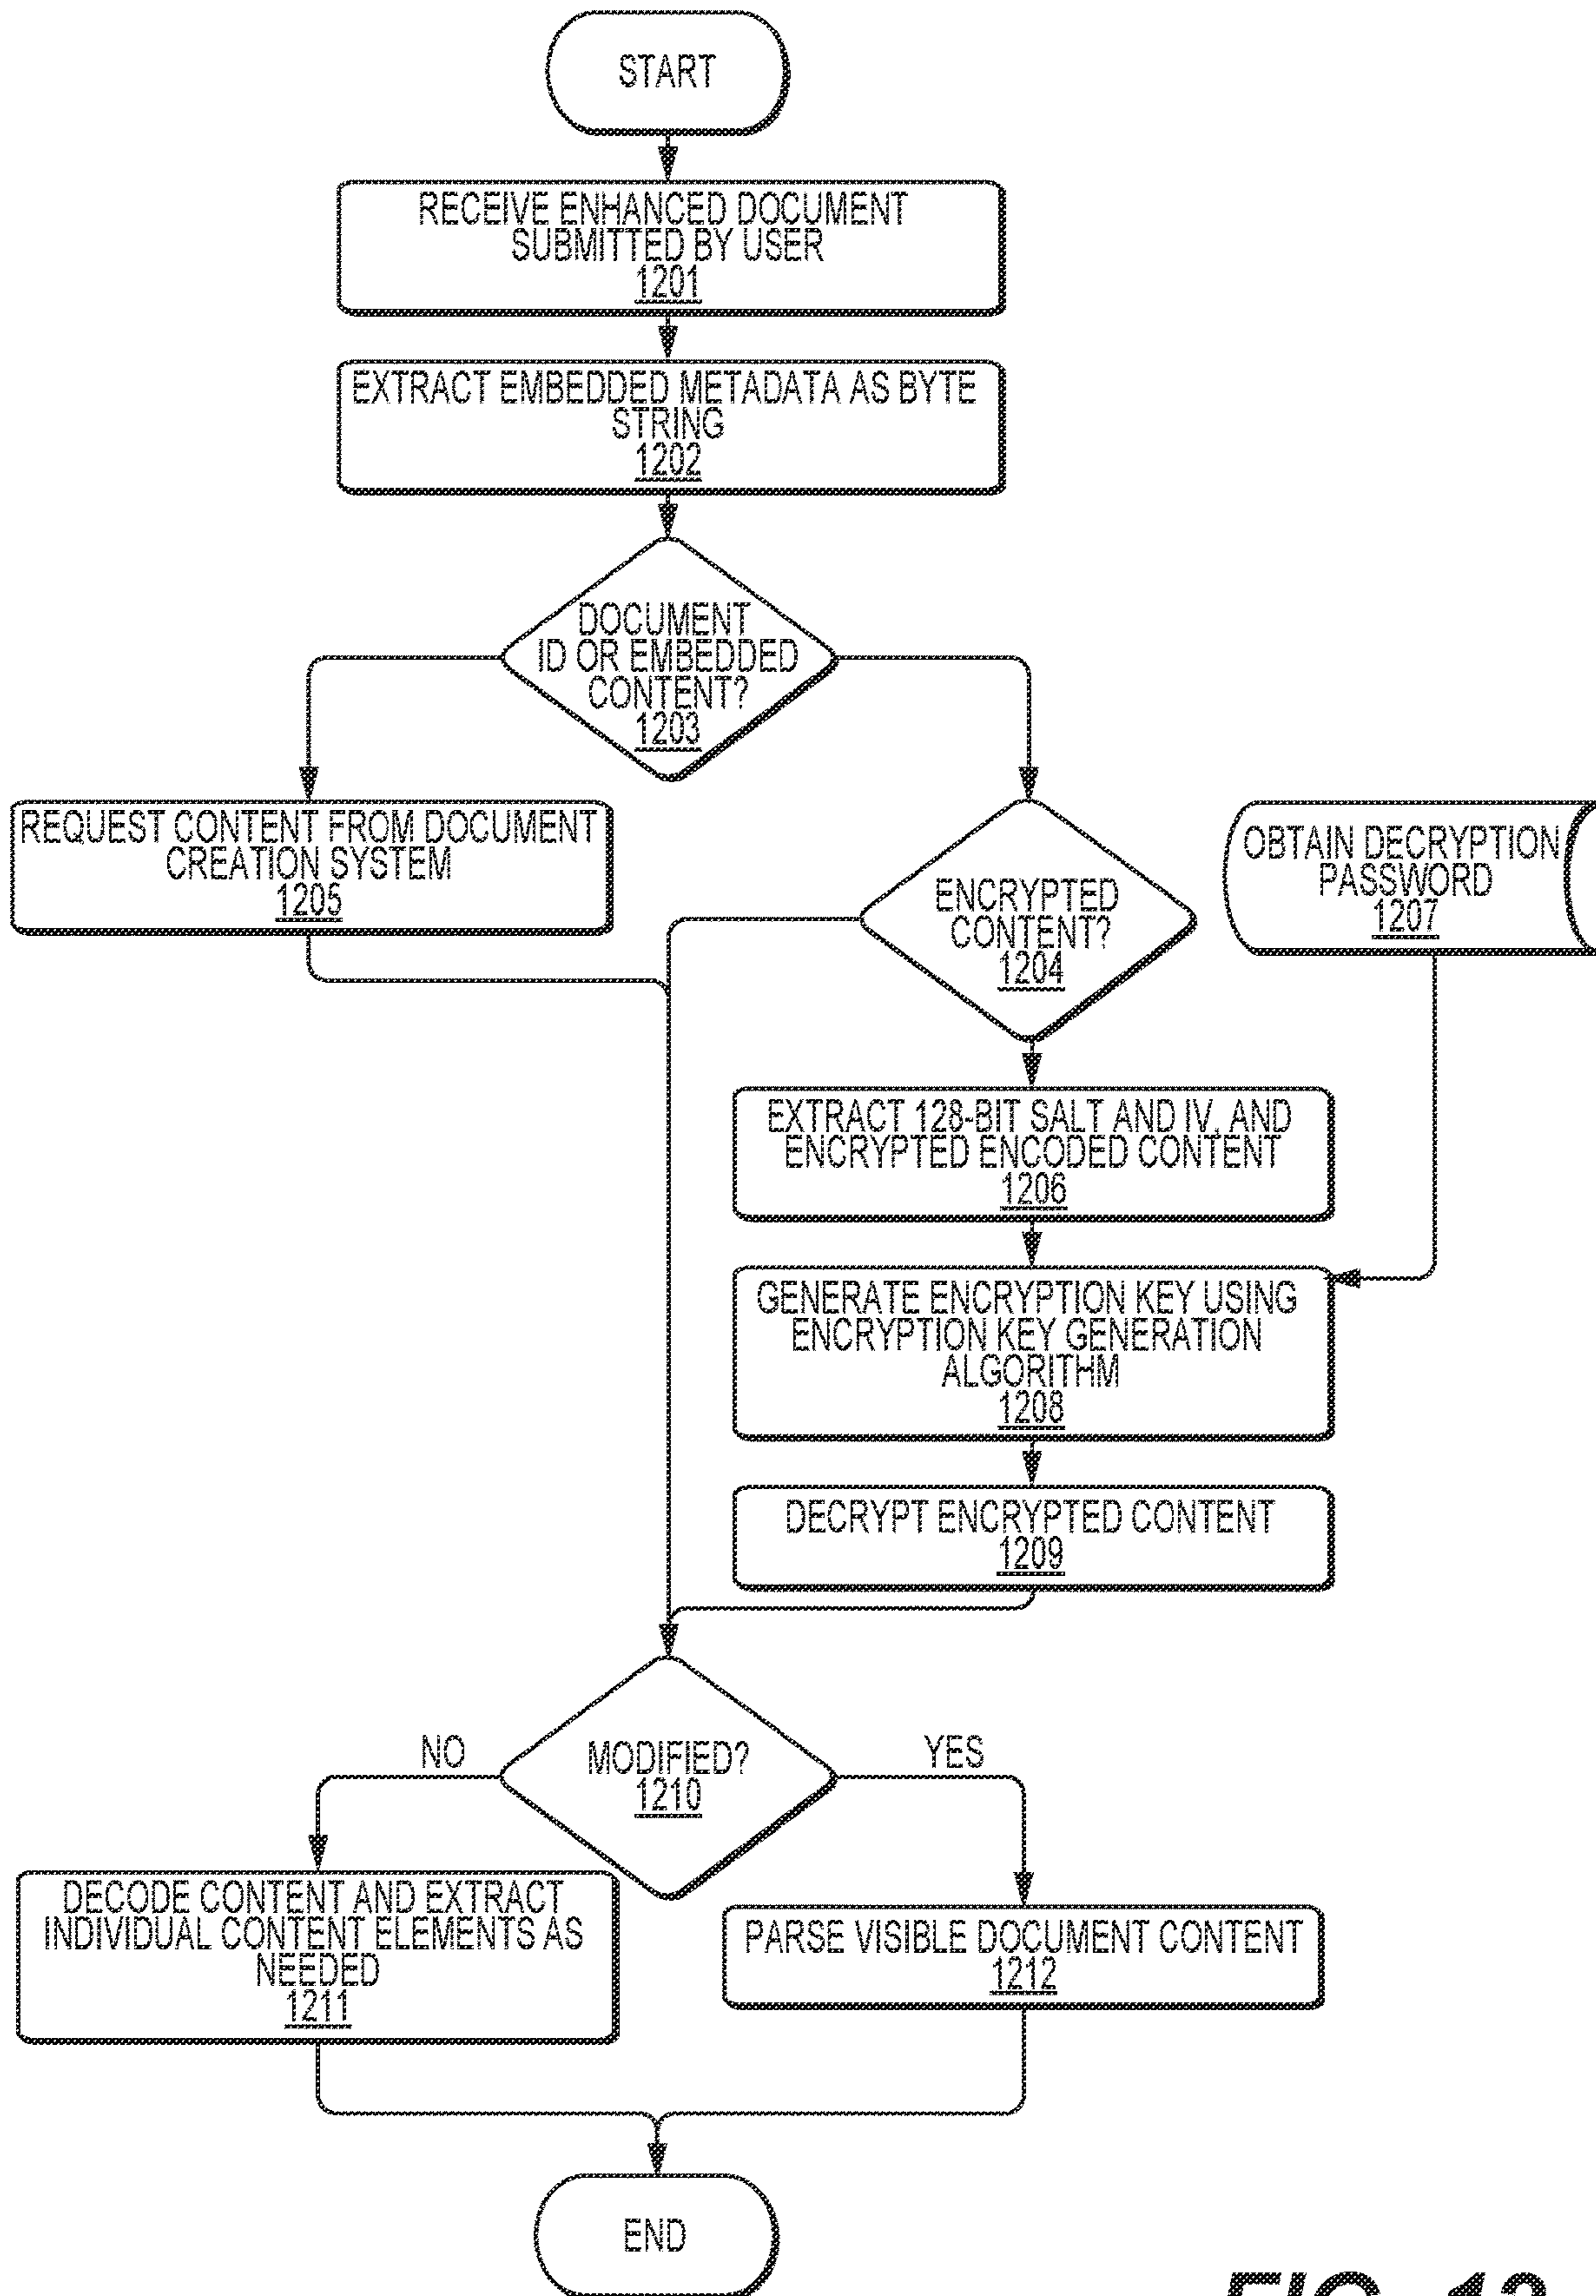 START
RECEIVE ENHANCED DOCUMENT
SUBMITTED BY USER
1201
EXTRACT EMBEDDED METADATA AS BYTE
STRING
1202
DOCUMENT
ID OR EMBEDDED
CONTENT?
1203
REQUEST CONTENT FROM DOCUMENT
CREATION SYSTEM
1205
ENCRYPTED
CONTENT?
1204
OBTAIN DECRYPTION
PASSWORD
1207
EXTRACT 128-BIT SALT AND IV, AND
ENCRYPTED ENCODED CONTENT
1206
GENERATE ENCRYPTION KEY USING
ENCRYPTION KEY GENERATION
ALGORITHM
1208
DECRYPT ENCRYPTED CONTENT
1209
NO
MODIFIED?
1210
YES
DECODE CONTENT AND EXTRACT
INDIVIDUAL CONTENT ELEMENTS AS
NEEDED
1211
PARSE VISIBLE DOCUMENT CONTENT
1212
END